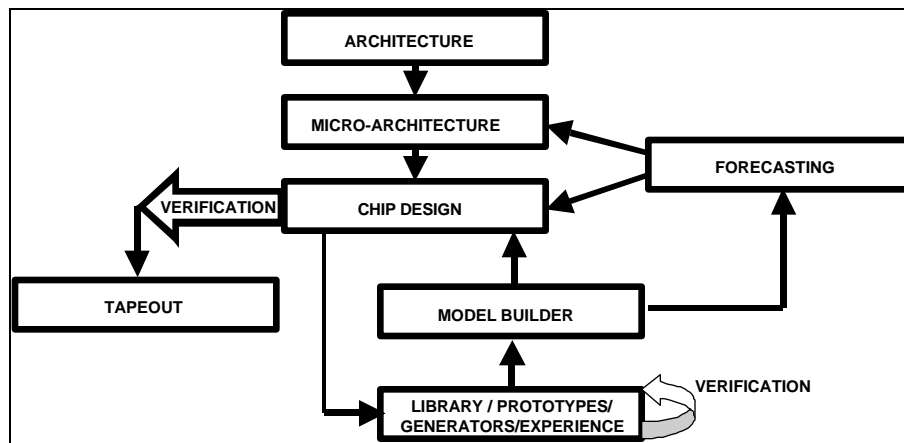 ARCHITECTURE
MICRO-ARCHITECTURE
FORECASTING
VERIFICATION
CHIP DESIGN
TAPEOUT
MODEL BUILDER
VERIFICATION
LIBRARY / PROTOTYPES/
GENERATORS/EXPERIENCE